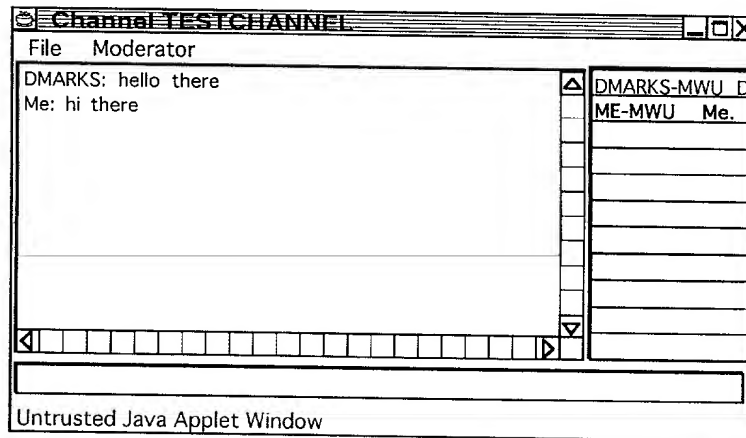 Channel TESTCHANNEL
File Moderator
DMARKS: hello there
Me: hi there
DMARKS-MWU D
ME-MWU Me.
Untrusted Java Applet Window